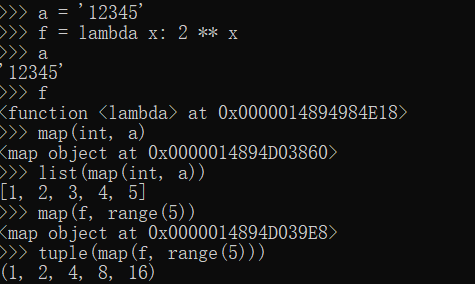 >>> a = '12345'
>>> f = lambda x: 2 ** x
>>> a
'12345'
>>> f
<function <lambda> at 0x0000014894984E18>
>>> map(int, a)
<map object at 0x0000014894D03860>
>>> list(map(int, a))
[1, 2, 3, 4, 5]
>>> map(f, range(5))
<map object at 0x0000014894D039E8>
>>> tuple(map(f, range(5)))
(1, 2, 4, 8, 16)